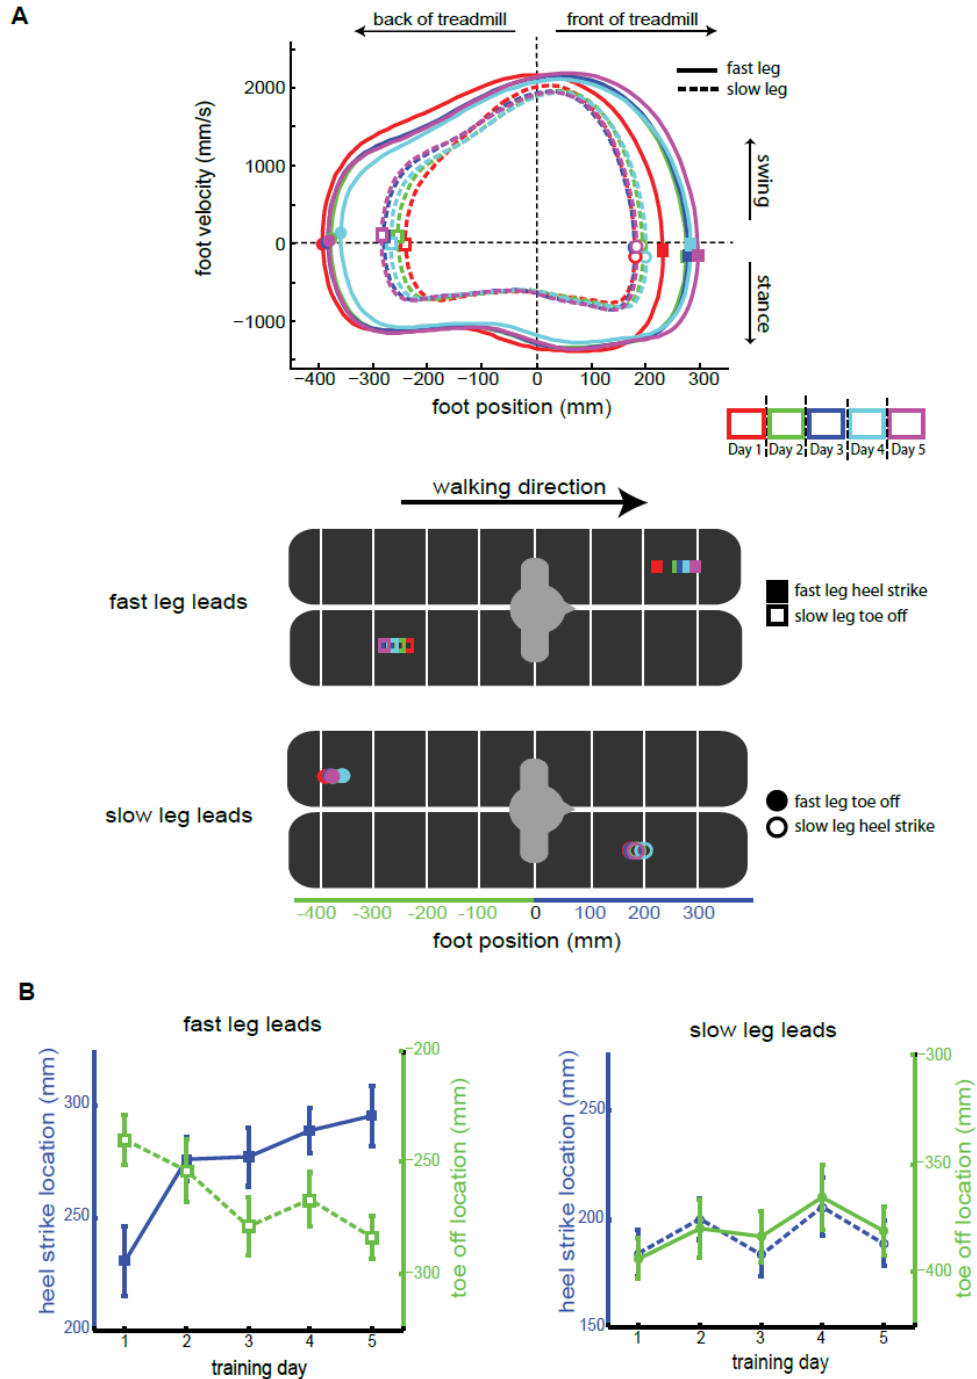 A
back of treadmill
front of treadmill
fast leg
slow leg
foot velocity (mm/s)
2000
1000
0
−1000
swing
stance
−400 −300 −200 −100 0 100 200 300
foot position (mm)
Day 1 Day 2 Day 3 Day 4 Day 5
walking direction
fast leg leads
fast leg heel strike
slow leg toe off
slow leg leads
fast leg toe off
slow leg heel strike
-400 -300 -200 -100 0 100 200 300
foot position (mm)
B
fast leg leads
heel strike location (mm)
300
250
200
−200
−250
−300
toe off location (mm)
1 2 3 4 5
training day
slow leg leads
heel strike location (mm)
250
200
150
−300
−350
−400
toe off location (mm)
1 2 3 4 5
training day